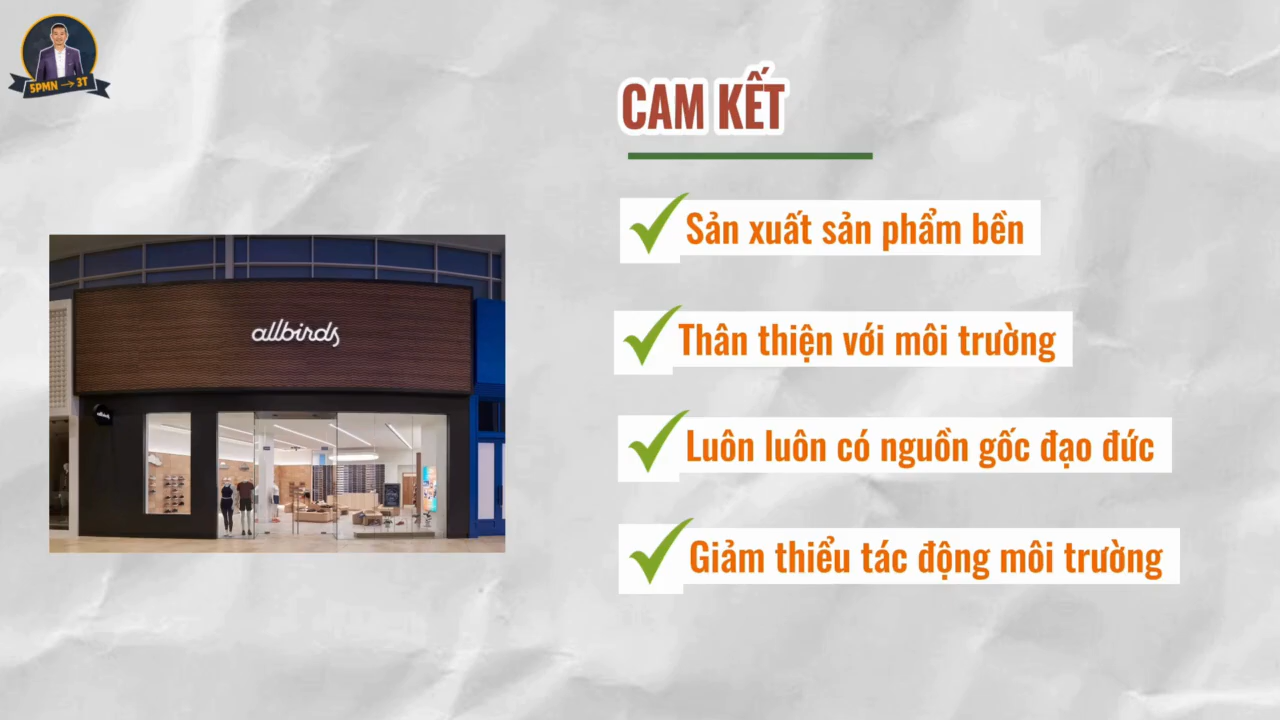 5PMN → 3T
CAM KẾT
Sản xuất sản phẩm bền
allbirds
Thân thiện với môi trường
Luôn luôn có nguồn gốc đạo đức
Giảm thiểu tác động môi trường